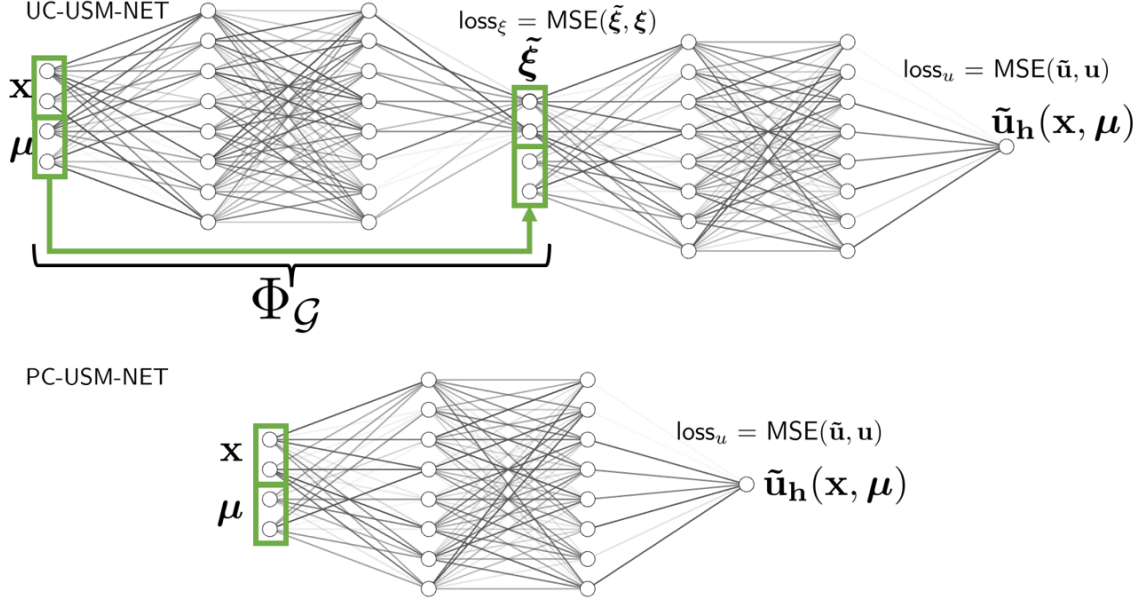 UC-USM-NET
loss_ξ = MSE(ξ̃, ξ)
ξ̃
x
μ
loss_u = MSE(ũ, u)
ũ_h(x, μ)
Φ_𝒢
PC-USM-NET
x
μ
loss_u = MSE(ũ, u)
ũ_h(x, μ)